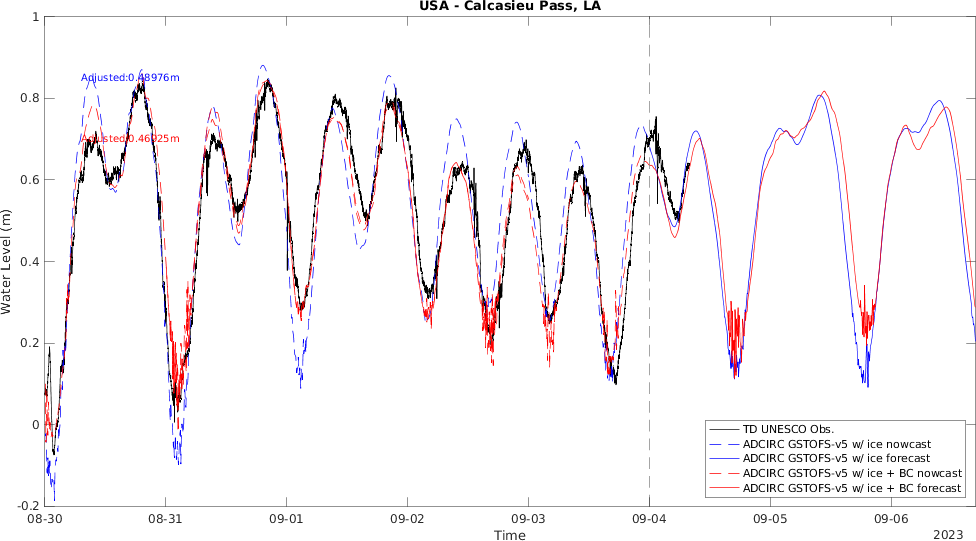 USA - Calcasieu Pass, LA
1
0.8
0.6
0.4
0.2
0
-0.2
Water Level (m)
Adjusted:0.48976m
Adjusted:0.46925m
TD UNESCO Obs.
ADCIRC GSTOFS-v5 w/ ice nowcast
ADCIRC GSTOFS-v5 w/ ice forecast
ADCIRC GSTOFS-v5 w/ ice + BC nowcast
ADCIRC GSTOFS-v5 w/ ice + BC forecast
08-30 08-31 09-01 09-02 09-03 09-04 09-05 09-06
Time
2023